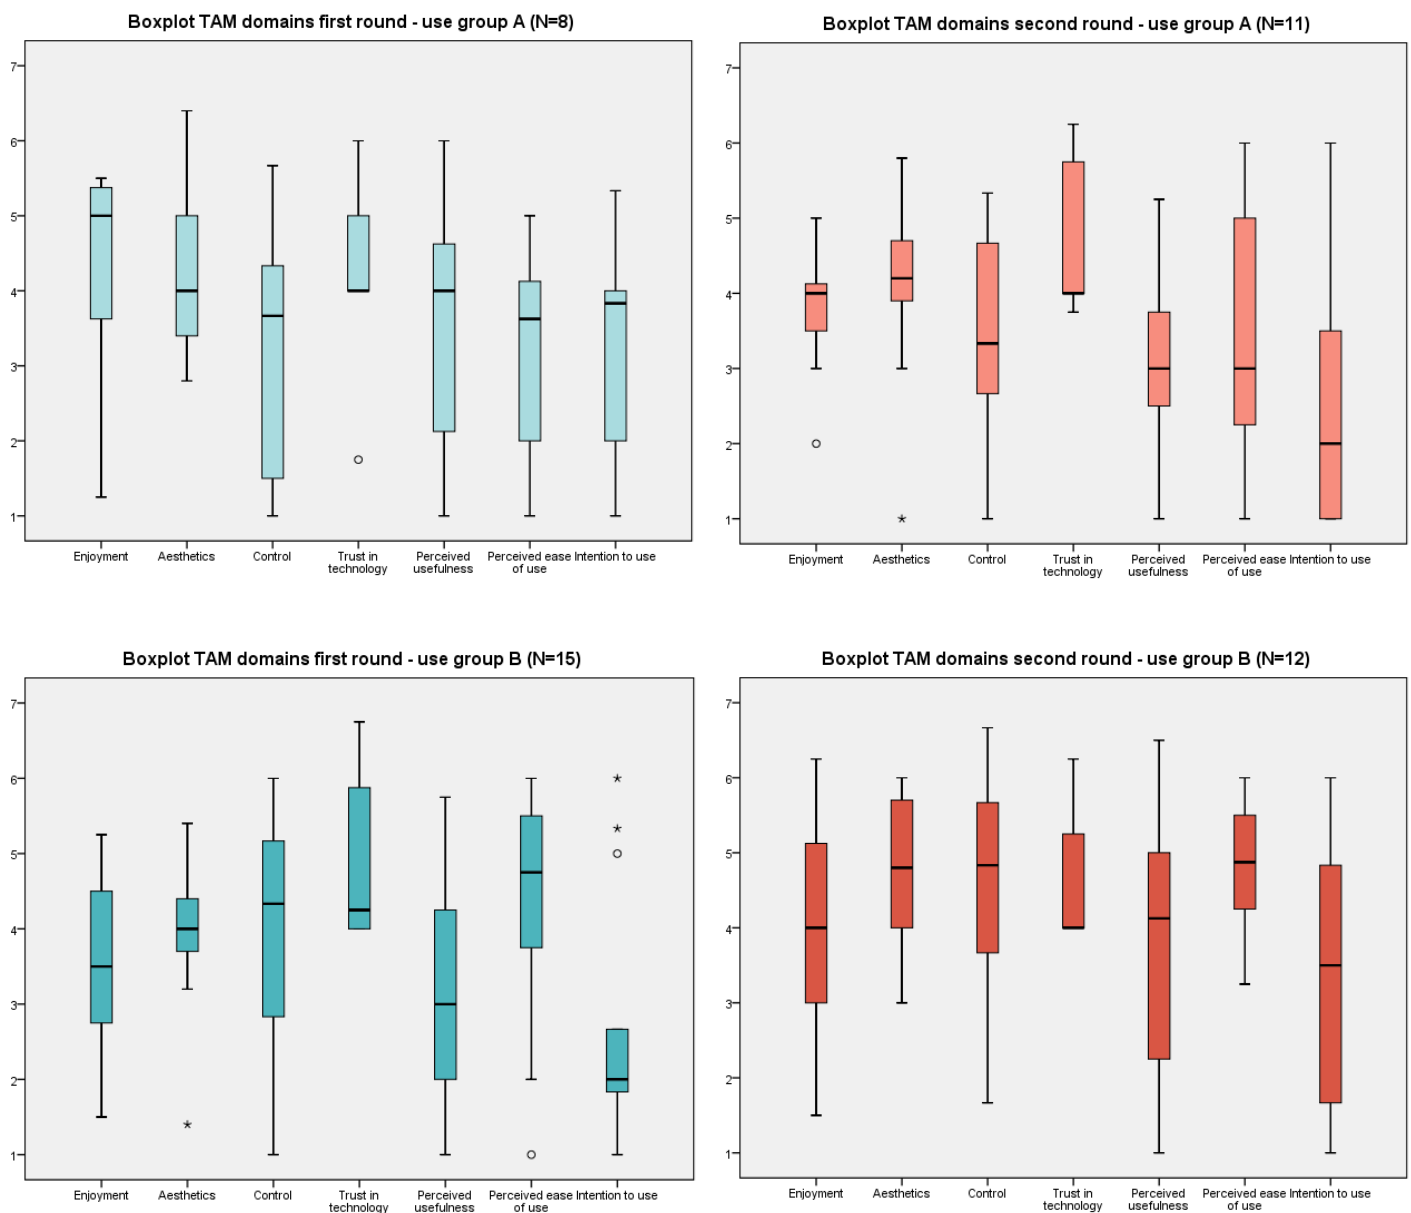 Boxplot TAM domains first round - use group A (N=8)
7
6
5
4
3
2
1
Enjoyment
Aesthetics
Control
Trust in
technology
Perceived
usefulness
Perceived ease
of use
Intention to use
Boxplot TAM domains second round - use group A (N=11)
7
6
5
4
3
2
1
Enjoyment
Aesthetics
Control
Trust in
technology
Perceived
usefulness
Perceived ease
of use
Intention to use
Boxplot TAM domains first round - use group B (N=15)
7
6
5
4
3
2
1
Enjoyment
Aesthetics
Control
Trust in
technology
Perceived
usefulness
Perceived ease
of use
Intention to use
Boxplot TAM domains second round - use group B (N=12)
7
6
5
4
3
2
1
Enjoyment
Aesthetics
Control
Trust in
technology
Perceived
usefulness
Perceived ease
of use
Intention to use